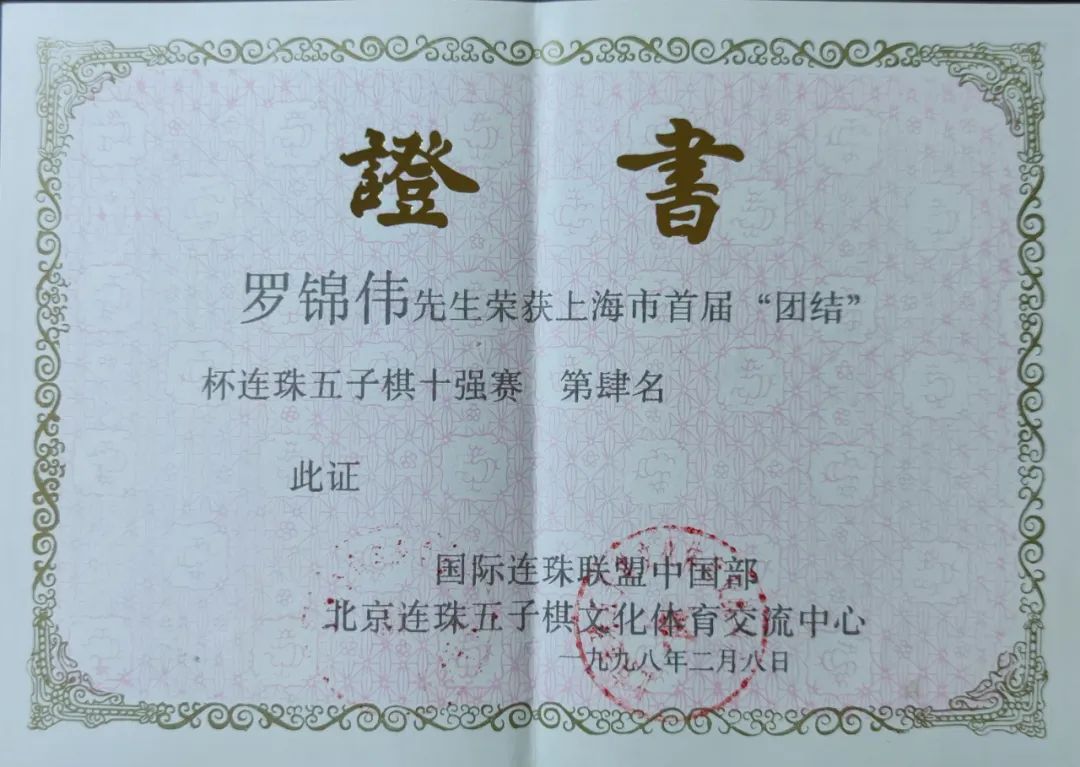 證書
罗锦伟先生荣获上海市首届“团结”
杯连珠五子棋十强赛 第肆名
此证
国际连珠联盟中国部
北京连珠五子棋文化体育交流中心
一九九八年二月八日